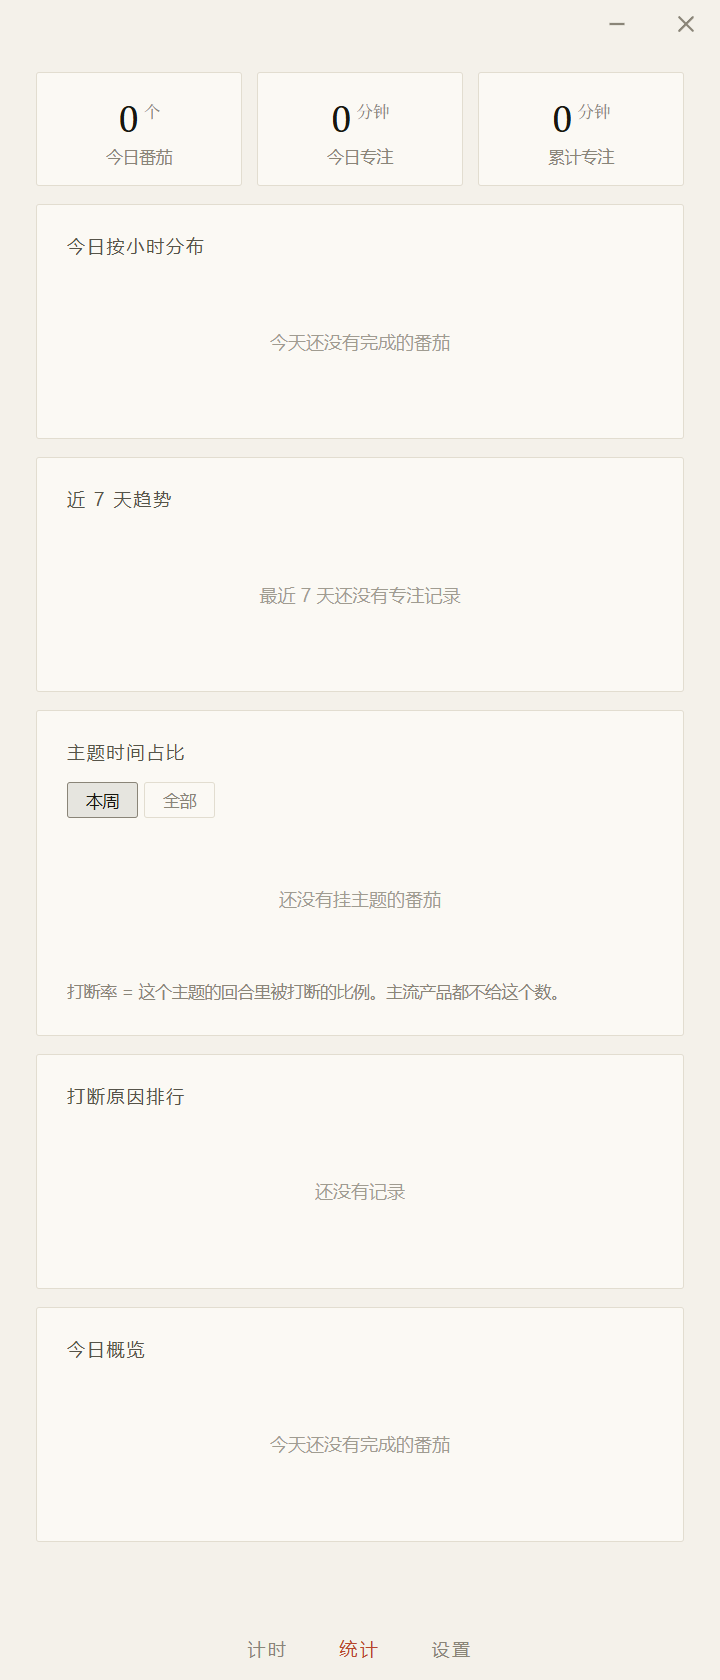 0 个
今日番茄
0 分钟
今日专注
0 分钟
累计专注
今日按小时分布
今天还没有完成的番茄
近 7 天趋势
最近 7 天还没有专注记录
主题时间占比
本周
全部
还没有挂主题的番茄
打断率 = 这个主题的回合里被打断的比例。主流产品都不给这个数。
打断原因排行
还没有记录
今日概览
今天还没有完成的番茄
计时
统计
设置